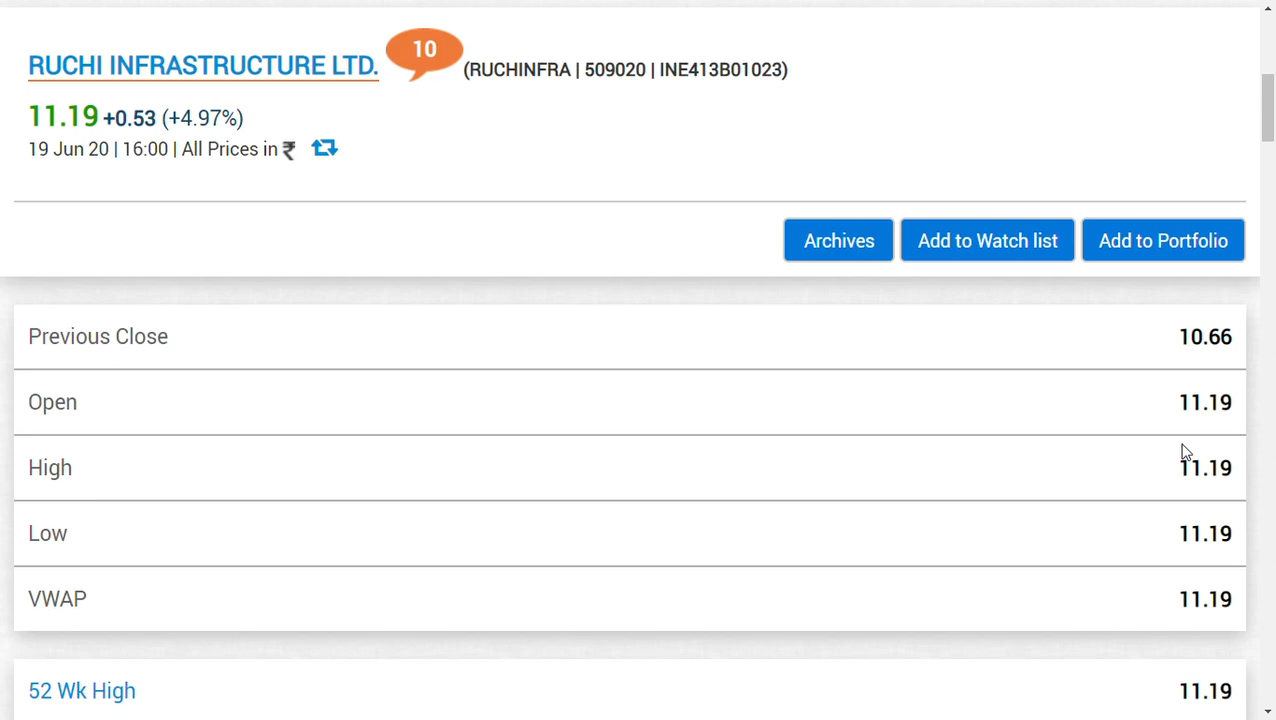 RUCHI INFRASTRUCTURE LTD. 10 (RUCHINFRA | 509020 | INE413B01023)
11.19 +0.53 (+4.97%)
19 Jun 20 | 16:00 | All Prices in ₹
Archives Add to Watch list Add to Portfolio
Previous Close 10.66
Open 11.19
High 11.19
Low 11.19
VWAP 11.19
52 Wk High 11.19